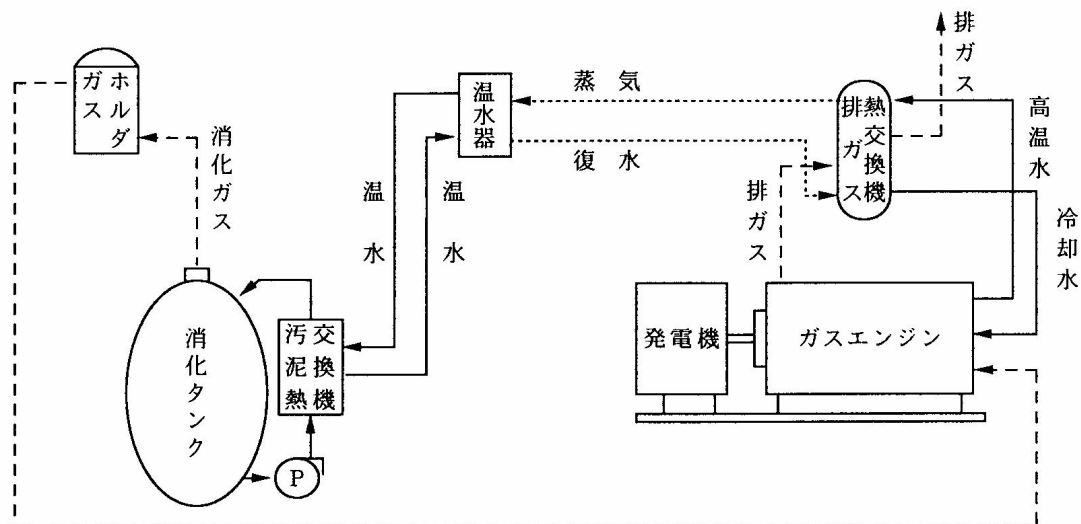 ガスホルダ
消化ガス
消化タンク
汚泥熱交換機
P
温水
温水
温水器
蒸気
復水
排ガス熱交換機
排ガス
排ガス
高温水
冷却水
発電機
ガスエンジン